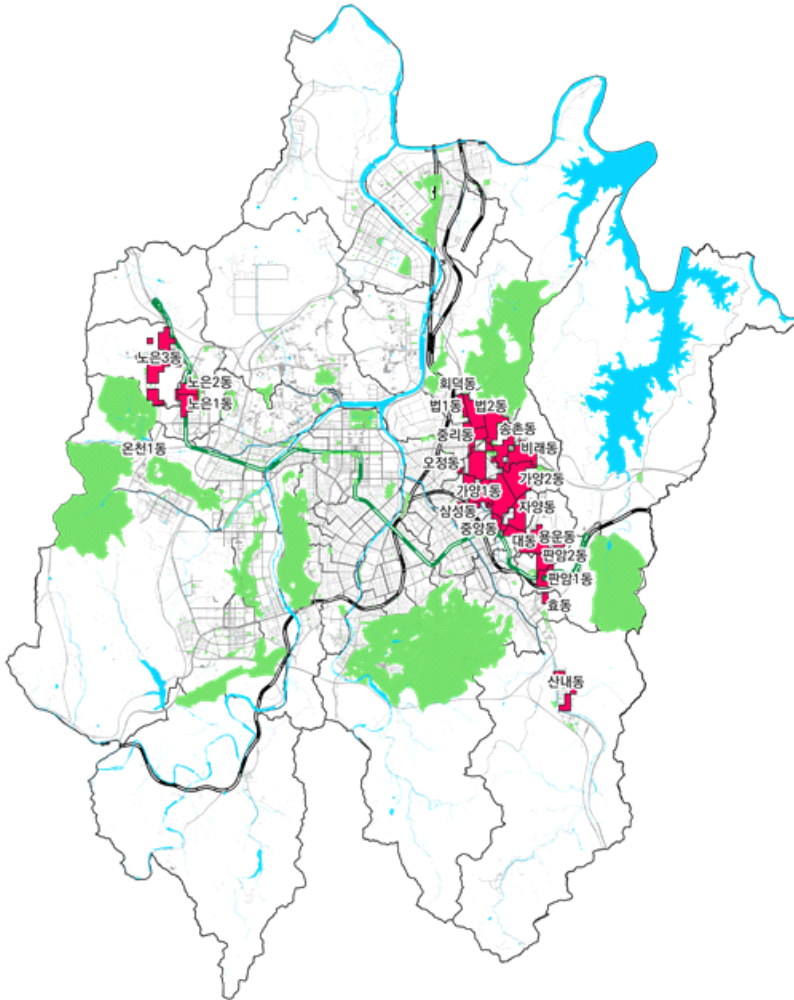 노은3동
노은2동
노은1동
온천1동
회덕동
법1동
법2동
송촌동
중리동
비래동
오정동
가양2동
가양1동
자양동
삼성동
중앙동
대동
용운동
판암2동
판암1동
효동
산내동